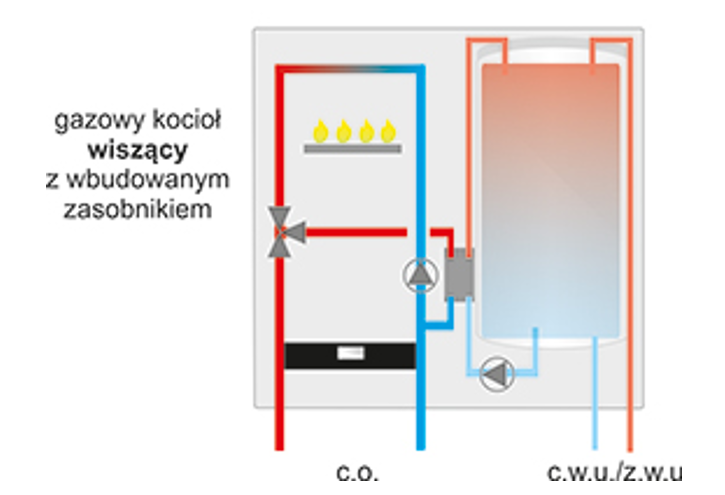 gazowy kocioł
wiszący
z wbudowanym
zasobnikiem
c.o.
c.w.u./z.w.u